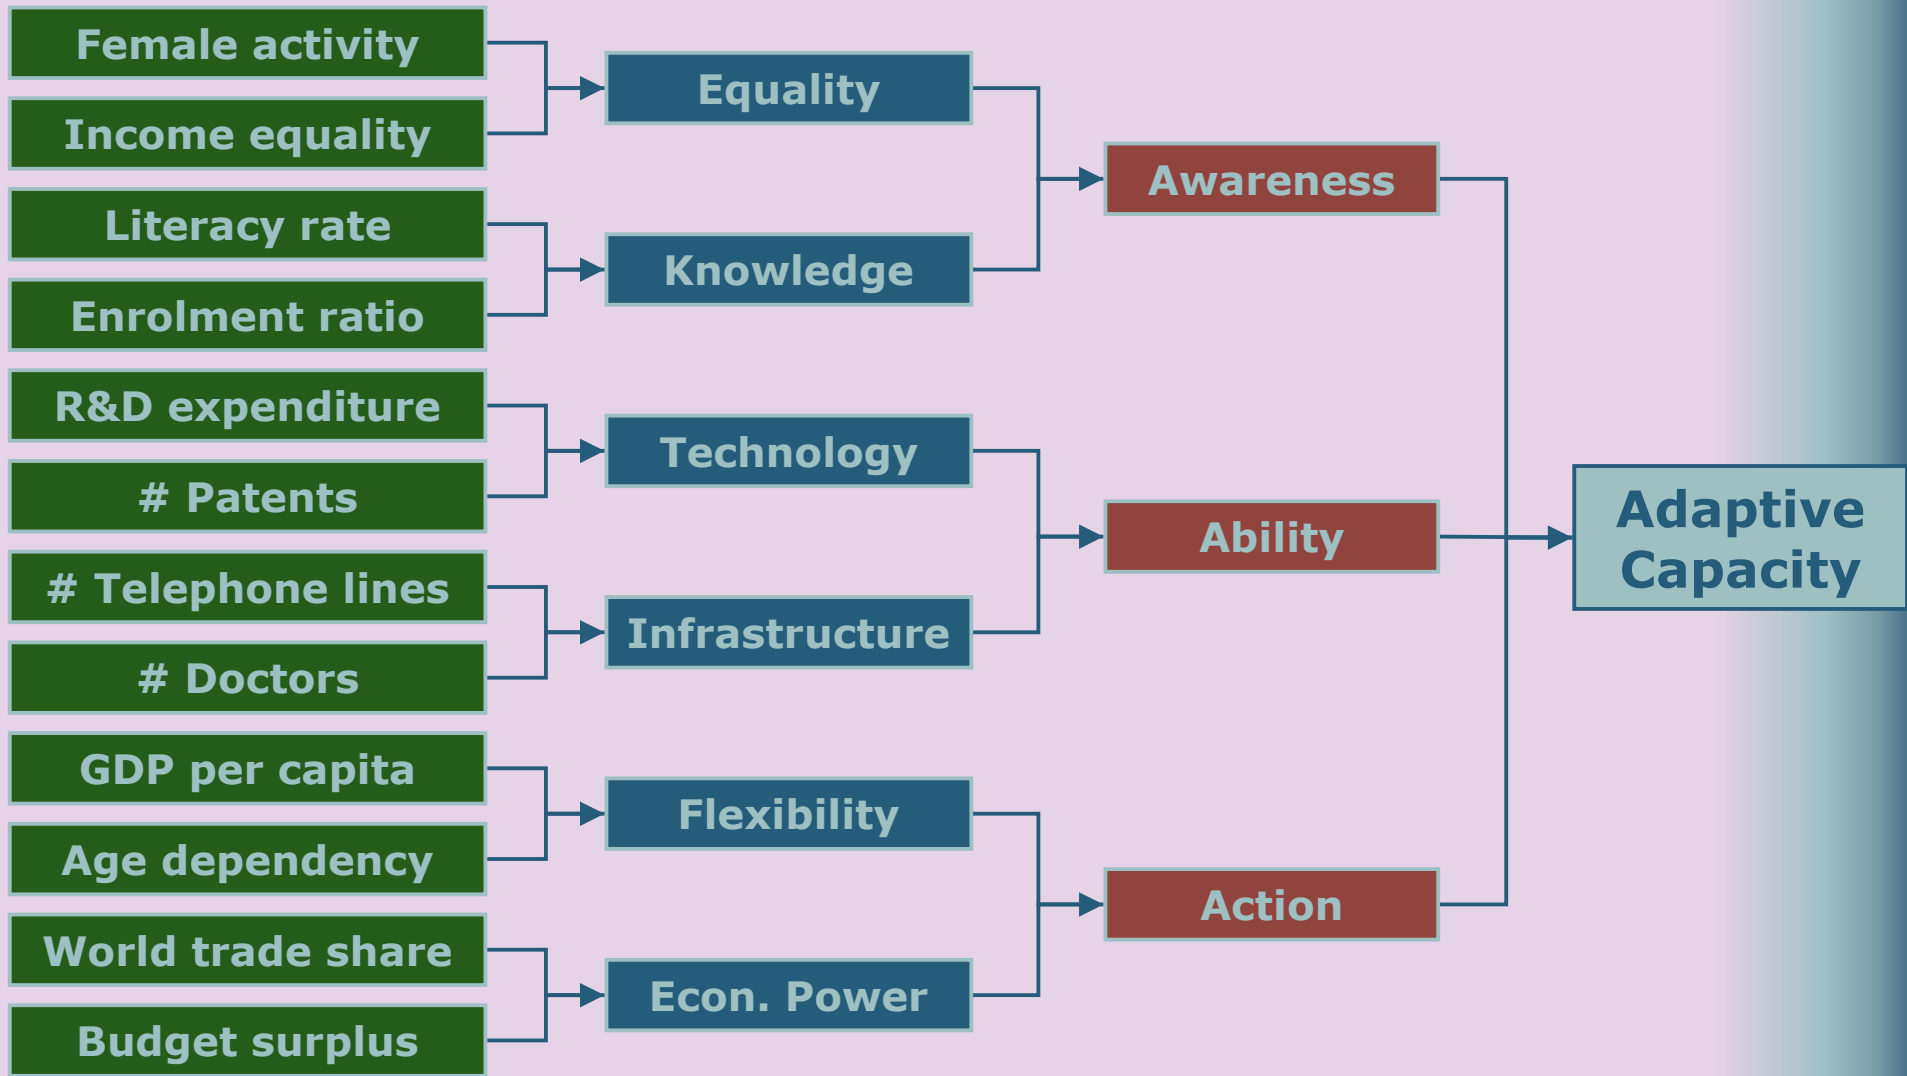 Female activity
Income equality
Literacy rate
Enrolment ratio
R&D expenditure
# Patents
# Telephone lines
# Doctors
GDP per capita
Age dependency
World trade share
Budget surplus
Equality
Knowledge
Technology
Infrastructure
Flexibility
Econ. Power
Awareness
Ability
Action
Adaptive
Capacity